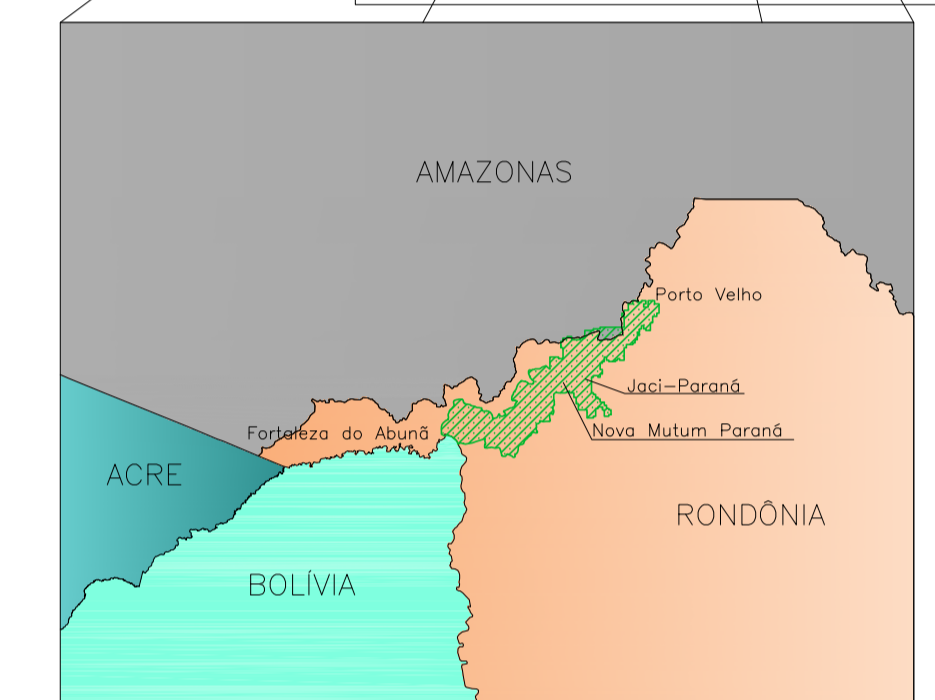 AMAZONAS
Porto Velho
Jaci-Paraná
Fortaleza do Abunã
Nova Mutum Paraná
ACRE
RONDÔNIA
BOLÍVIA